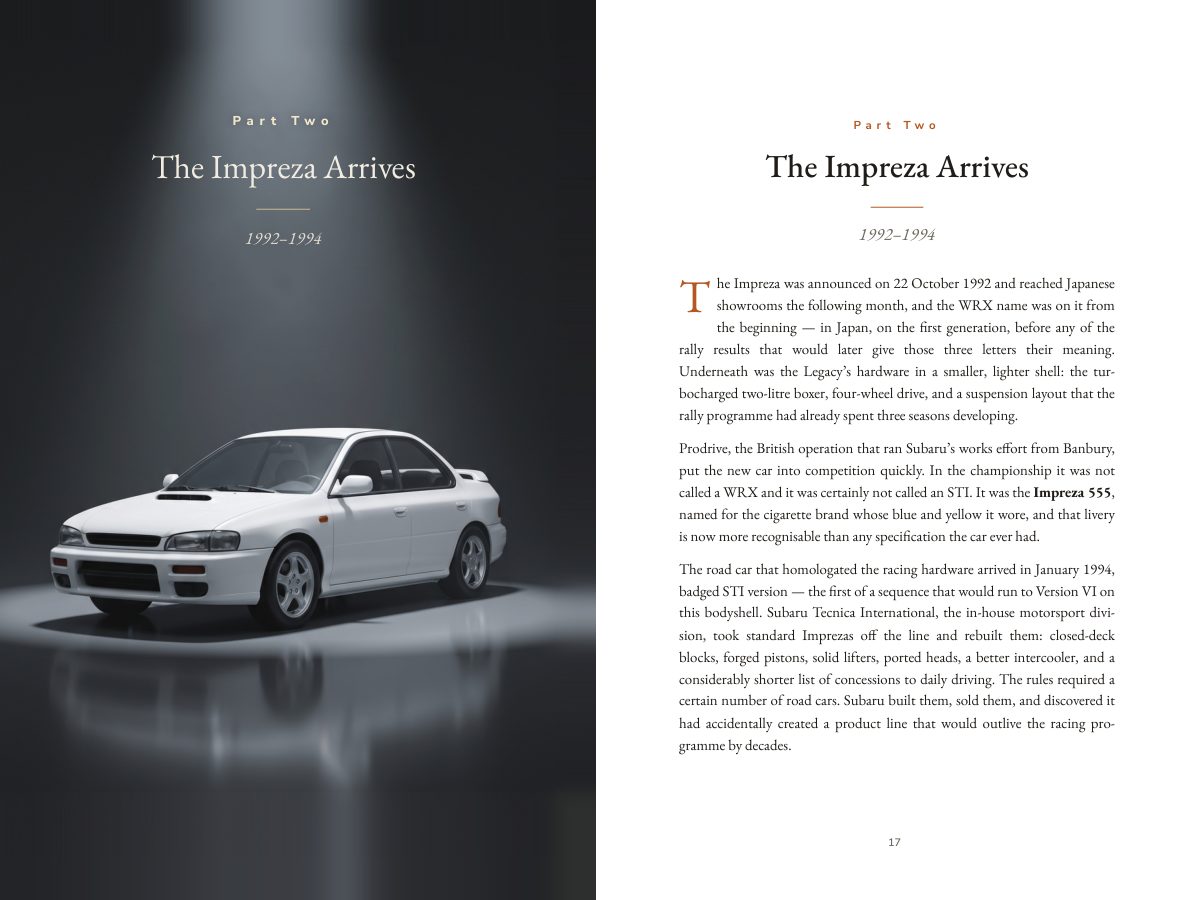 Part Two
The Impreza Arrives
1992–1994
Part Two
The Impreza Arrives
1992–1994
The Impreza was announced on 22 October 1992 and reached Japanese
showrooms the following month, and the WRX name was on it from
the beginning — in Japan, on the first generation, before any of the
rally results that would later give those three letters their meaning.
Underneath was the Legacy’s hardware in a smaller, lighter shell: the tur-
bocharged two-litre boxer, four-wheel drive, and a suspension layout that the
rally programme had already spent three seasons developing.
Prodrive, the British operation that ran Subaru’s works effort from Banbury,
put the new car into competition quickly. In the championship it was not
called a WRX and it was certainly not called an STI. It was the Impreza 555,
named for the cigarette brand whose blue and yellow it wore, and that livery
is now more recognisable than any specification the car ever had.
The road car that homologated the racing hardware arrived in January 1994,
badged STI version — the first of a sequence that would run to Version VI on
this bodyshell. Subaru Tecnica International, the in-house motorsport divi-
sion, took standard Imprezas off the line and rebuilt them: closed-deck
blocks, forged pistons, solid lifters, ported heads, a better intercooler, and a
considerably shorter list of concessions to daily driving. The rules required a
certain number of road cars. Subaru built them, sold them, and discovered it
had accidentally created a product line that would outlive the racing pro-
gramme by decades.
17